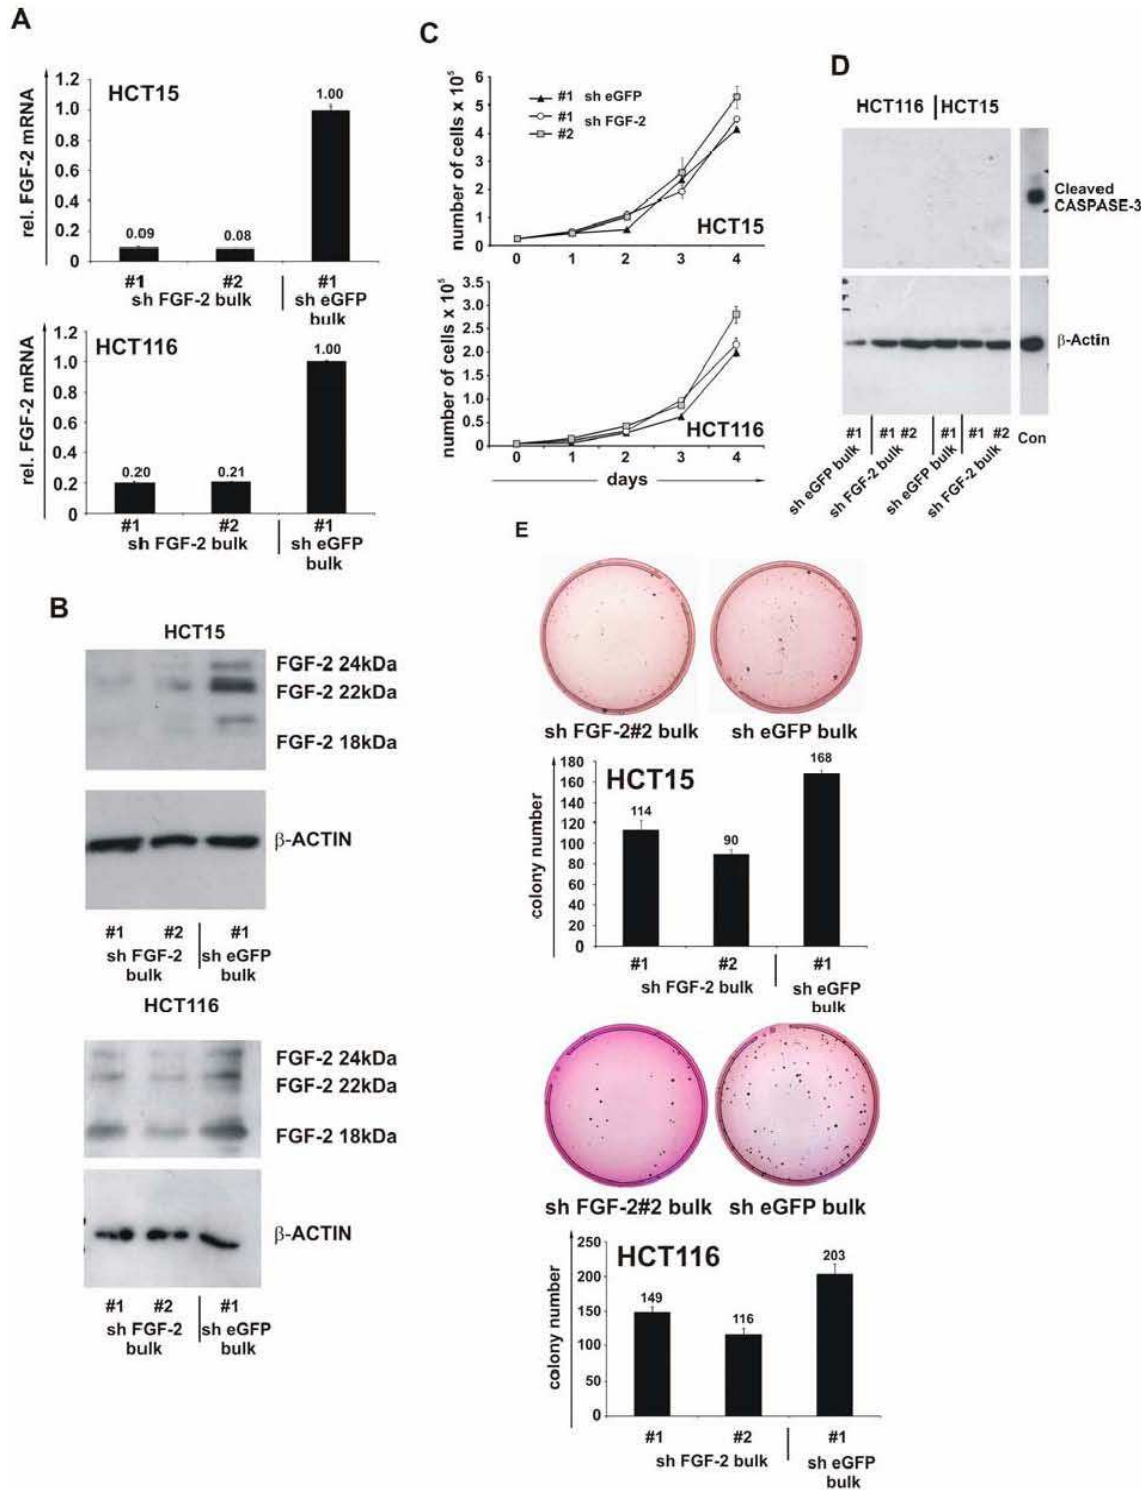 A
rel. FGF-2 mRNA
HCT15
1.2
1.0
0.8
0.6
0.4
0.2
0
0.09
0.08
1.00
#1 #2 #1
sh FGF-2 bulk sh eGFP
bulk
rel. FGF-2 mRNA
HCT116
1.2
1.0
0.8
0.6
0.4
0.2
0
0.20
0.21
1.00
#1 #2 #1
sh FGF-2 bulk sh eGFP
bulk
B
HCT15
FGF-2 24kDa
FGF-2 22kDa
FGF-2 18kDa
β-ACTIN
#1 #2 #1
sh FGF-2 sh eGFP
bulk bulk
HCT116
FGF-2 24kDa
FGF-2 22kDa
FGF-2 18kDa
β-ACTIN
#1 #2 #1
sh FGF-2 sh eGFP
bulk bulk
C
number of cells x 10⁵
6
5
4
3
2
1
0
#1 sh eGFP
#1 sh FGF-2
#2
HCT15
0 1 2 3 4
number of cells x 10⁵
3.5
3.0
2.5
2.0
1.5
1.0
0.5
0
HCT116
0 1 2 3 4
days
D
HCT116 HCT15
Cleaved
CASPASE-3
β-Actin
#1 #1 #2 #1 #1 #2 Con
sh eGFP bulk
sh FGF-2 bulk
sh eGFP bulk
sh FGF-2 bulk
E
sh FGF-2#2 bulk sh eGFP bulk
colony number
HCT15
180
160
140
120
100
80
60
40
20
0
114
90
168
#1 #2 #1
sh FGF-2 bulk sh eGFP
bulk
sh FGF-2#2 bulk sh eGFP bulk
colony number
HCT116
250
200
150
100
50
0
149
116
203
#1 #2 #1
sh FGF-2 bulk sh eGFP
bulk